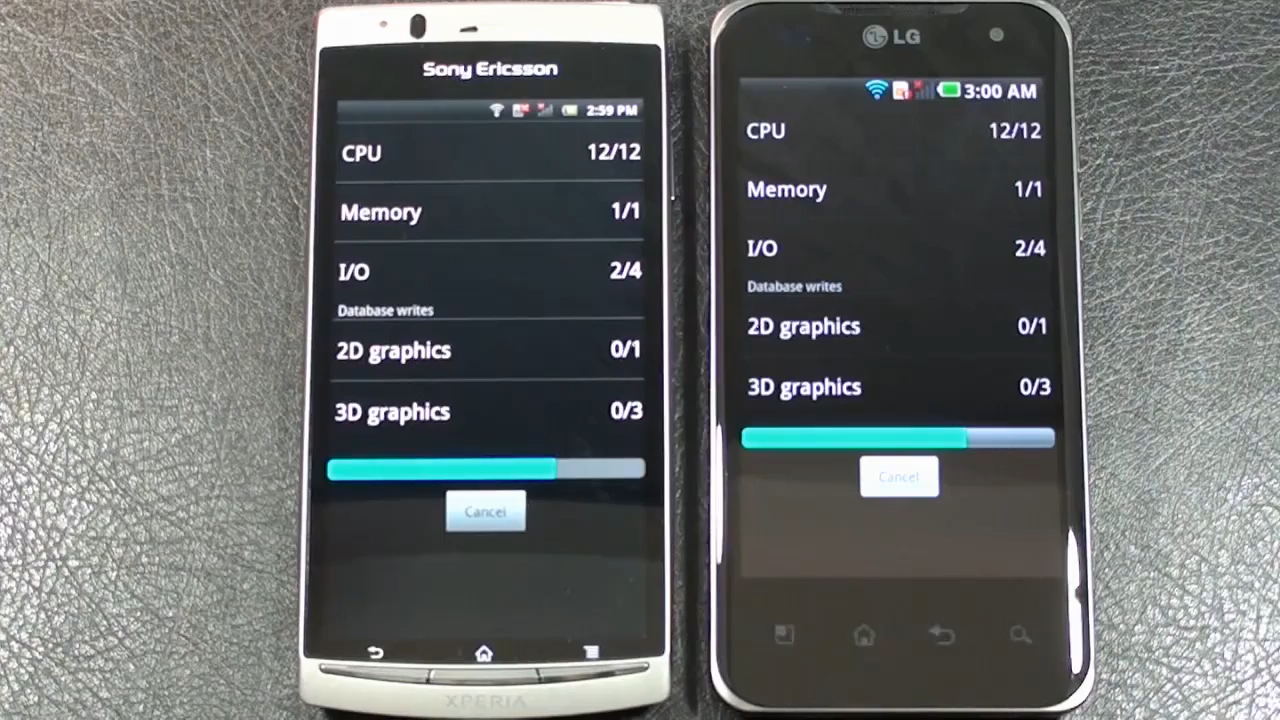 Sony Ericsson
2:59 PM
CPU 12/12
Memory 1/1
I/O 2/4
Database writes
2D graphics 0/1
3D graphics 0/3
Cancel
XPERIA
LG
3:00 AM
CPU 12/12
Memory 1/1
I/O 2/4
Database writes
2D graphics 0/1
3D graphics 0/3
Cancel